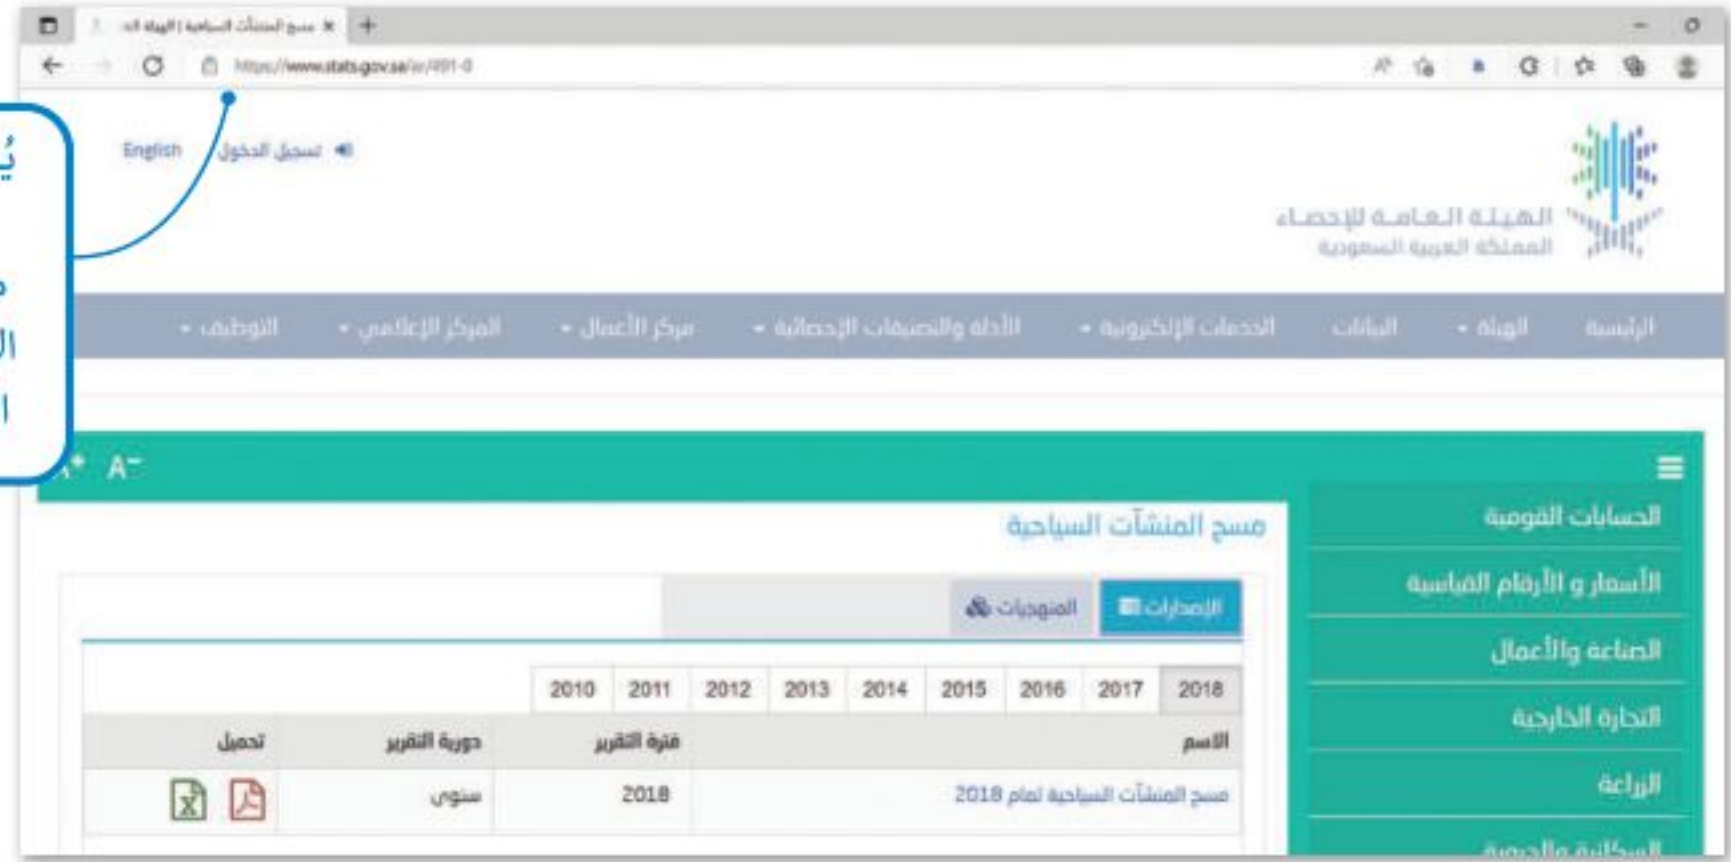 مسح المنشآت السياحية | الهيئة الع
https://www.stats.gov.sa/ar/491-0
تسجيل الدخول English
الهيئة العامة للإحصاء
المملكة العربية السعودية
الرئيسية الهيئة البيانات الخدمات الإلكترونية الأدلة والتصنيفات الإحصائية مركز الأعمال المركز الإعلامي التوظيف
A+ A-
الحسابات القومية
الأسعار و الأرقام القياسية
الصناعة والأعمال
التجارة الخارجية
الزراعة
السكانية والحيوية
مسح المنشآت السياحية
الإصدارات المنهجيات
2018 2017 2016 2015 2014 2013 2012 2011 2010
الاسم فترة التقرير دورية التقرير تحميل
مسح المنشآت السياحية لعام 2018 2018 سنوي